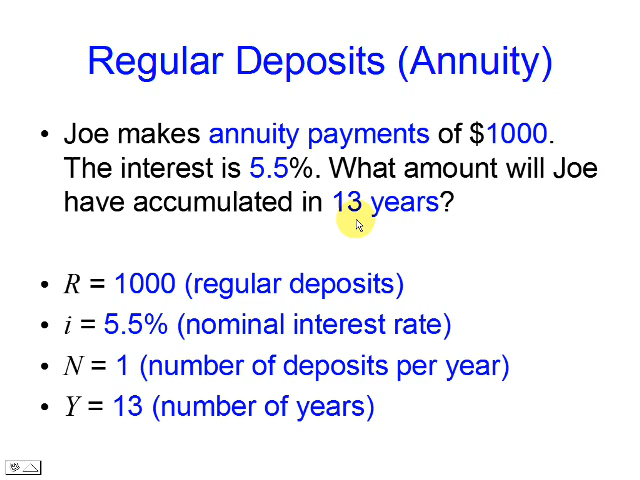 Regular Deposits (Annuity)
• Joe makes annuity payments of $1000.
The interest is 5.5%. What amount will Joe
have accumulated in 13 years?
• R = 1000 (regular deposits)
• i = 5.5% (nominal interest rate)
• N = 1 (number of deposits per year)
• Y = 13 (number of years)